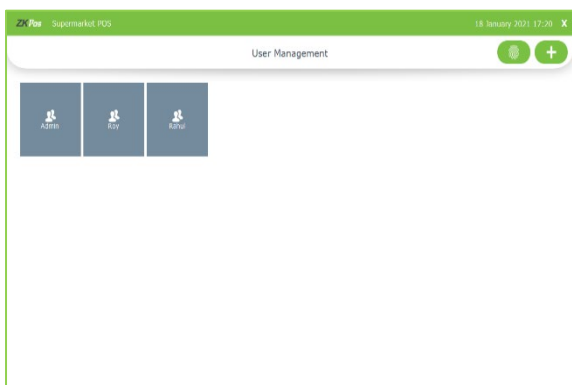 ZKPos Supermarket POS 18 January 2021 17:20 X
User Management
Admin Roy Rahul